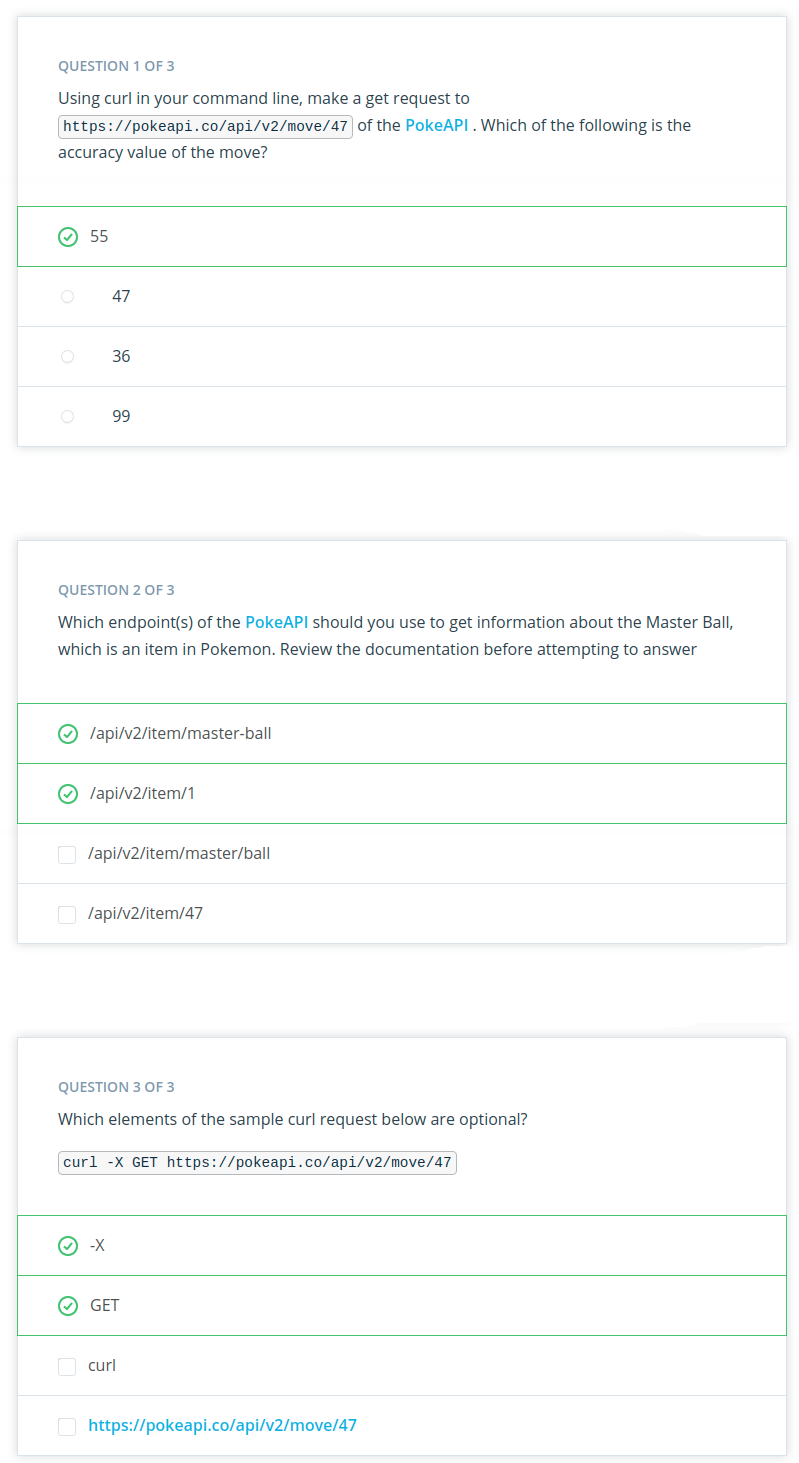 QUESTION 1 OF 3
Using curl in your command line, make a get request to
https://pokeapi.co/api/v2/move/47 of the PokeAPI . Which of the following is the
accuracy value of the move?
55
47
36
99
QUESTION 2 OF 3
Which endpoint(s) of the PokeAPI should you use to get information about the Master Ball,
which is an item in Pokemon. Review the documentation before attempting to answer
/api/v2/item/master-ball
/api/v2/item/1
/api/v2/item/master/ball
/api/v2/item/47
QUESTION 3 OF 3
Which elements of the sample curl request below are optional?
curl -X GET https://pokeapi.co/api/v2/move/47
-X
GET
curl
https://pokeapi.co/api/v2/move/47